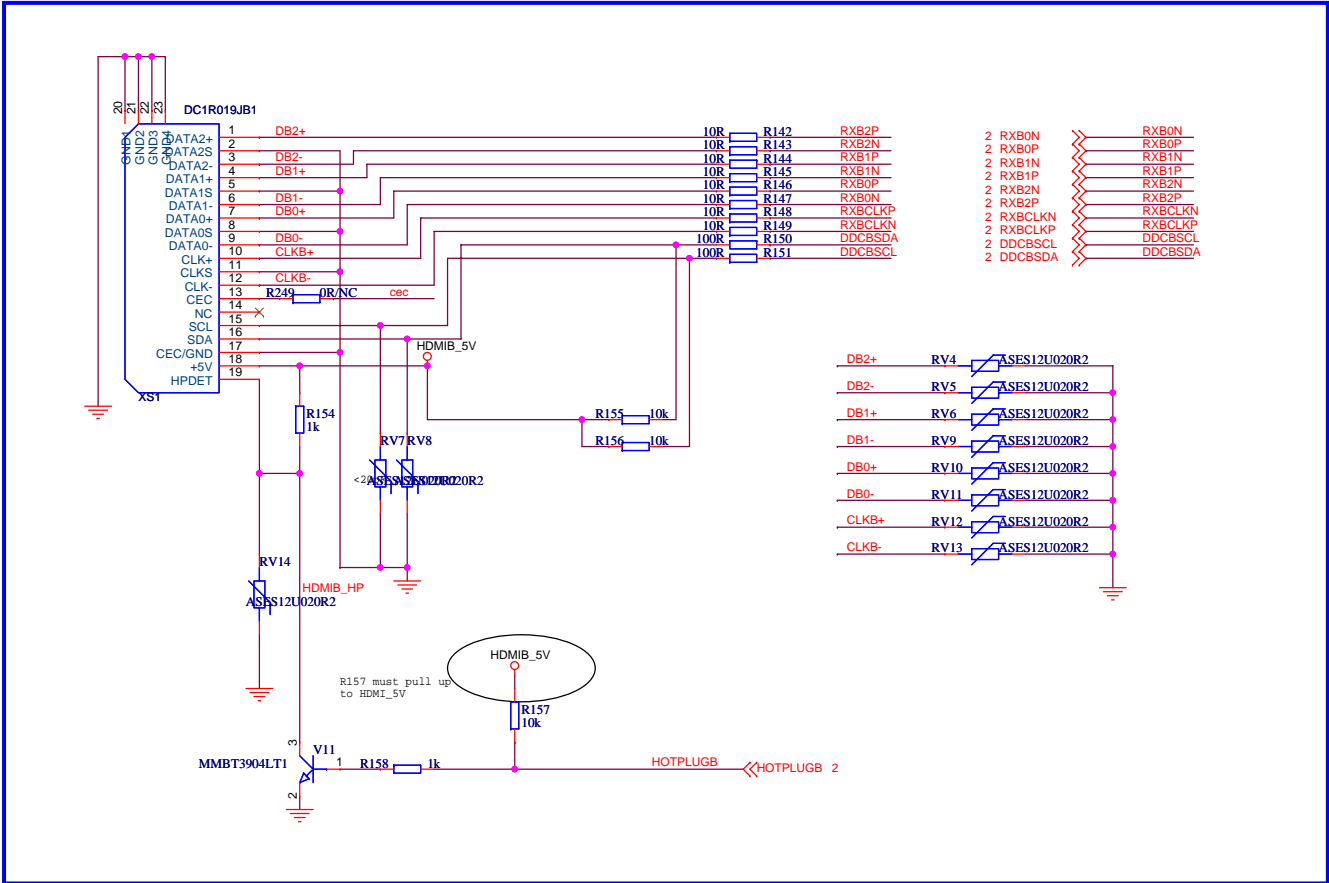 DC1R019JB1
20 21 22 23
GND1 GND2 GND3 GND4
DATA2+ 1 DB2+ 10R R142 RXB2P
DATA2S 2 10R R143 RXB2N
DATA2- 3 DB2- 10R R144 RXB1P
DATA1+ 4 DB1+ 10R R145 RXB1N
DATA1S 5 10R R146 RXB0P
DATA1- 6 DB1- 10R R147 RXB0N
DATA0+ 7 DB0+ 10R R148 RXBCLKP
DATA0S 8 10R R149 RXBCLKN
DATA0- 9 DB0- 100R R150 DDCBSDA
CLK+ 10 CLKB+ 100R R151 DDCBSCL
CLKS 11
CLK- 12 CLKB-
CEC 13 R249 0R/NC cec
NC 14
SCL 15
SDA 16
CEC/GND 17
+5V 18
HPDET 19
XS1
2 RXB0N RXB0N
2 RXB0P RXB0P
2 RXB1N RXB1N
2 RXB1P RXB1P
2 RXB2N RXB2N
2 RXB2P RXB2P
2 RXBCLKN RXBCLKN
2 RXBCLKP RXBCLKP
2 DDCBSCL DDCBSCL
2 DDCBSDA DDCBSDA
HDMIB_5V
R154
1k
R155 10k
R156 10k
RV7 RV8
ASES12U020R2
DB2+ RV4 ASES12U020R2
DB2- RV5 ASES12U020R2
DB1+ RV6 ASES12U020R2
DB1- RV9 ASES12U020R2
DB0+ RV10 ASES12U020R2
DB0- RV11 ASES12U020R2
CLKB+ RV12 ASES12U020R2
CLKB- RV13 ASES12U020R2
RV14
HDMIB_HP
ASES12U020R2
HDMIB_5V
R157 must pull up
to HDMI_5V
R157
10k
3
V11
MMBT3904LT1
1
R158 1k
HOTPLUGB
HOTPLUGB 2
2